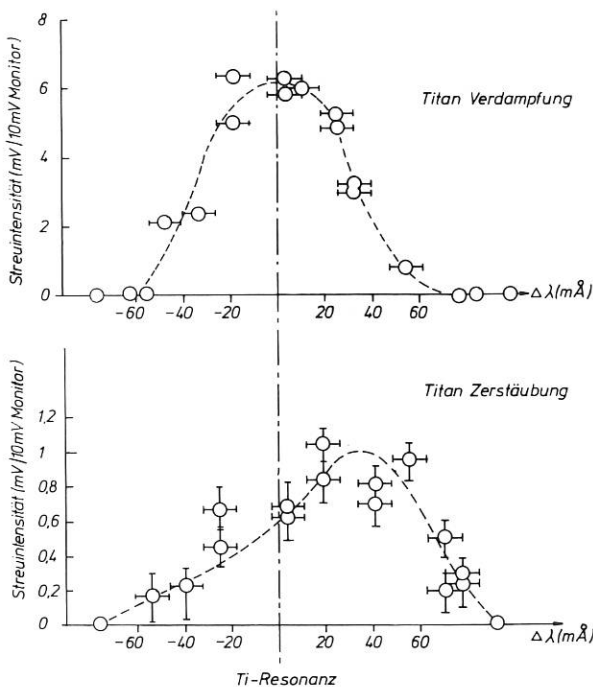 Streuintensität (mV/10mV Monitor)
8
6
4
2
0
Titan Verdampfung
-60 -40 -20 0 20 40 60 Δλ(mÅ)
Streuintensität (mV/10mV Monitor)
Titan Zerstäubung
1,2
1
0,8
0,6
0,4
0,2
0
-60 -40 -20 0 20 40 60 Δλ(mÅ)
Ti-Resonanz